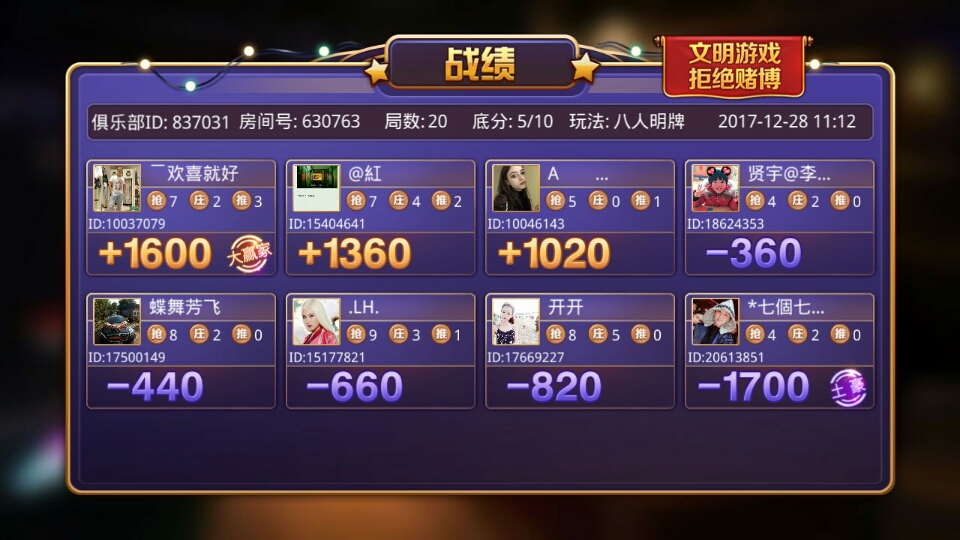 战绩
文明游戏
拒绝赌博
俱乐部ID: 837031 房间号: 630763 局数: 20 底分: 5/10 玩法: 八人明牌 2017-12-28 11:12
￣欢喜就好
抢 7 庄 2 推 3
ID:10037079
+1600 大赢家
@紅
抢 7 庄 4 推 2
ID:15404641
+1360
A ...
抢 5 庄 0 推 1
ID:10046143
+1020
贤宇@李...
抢 4 庄 2 推 0
ID:18624353
-360
蝶舞芳飞
抢 8 庄 2 推 0
ID:17500149
-440
.LH.
抢 9 庄 3 推 1
ID:15177821
-660
开开
抢 8 庄 5 推 0
ID:17669227
-820
*七個七...
抢 4 庄 2 推 0
ID:20613851
-1700 土豪